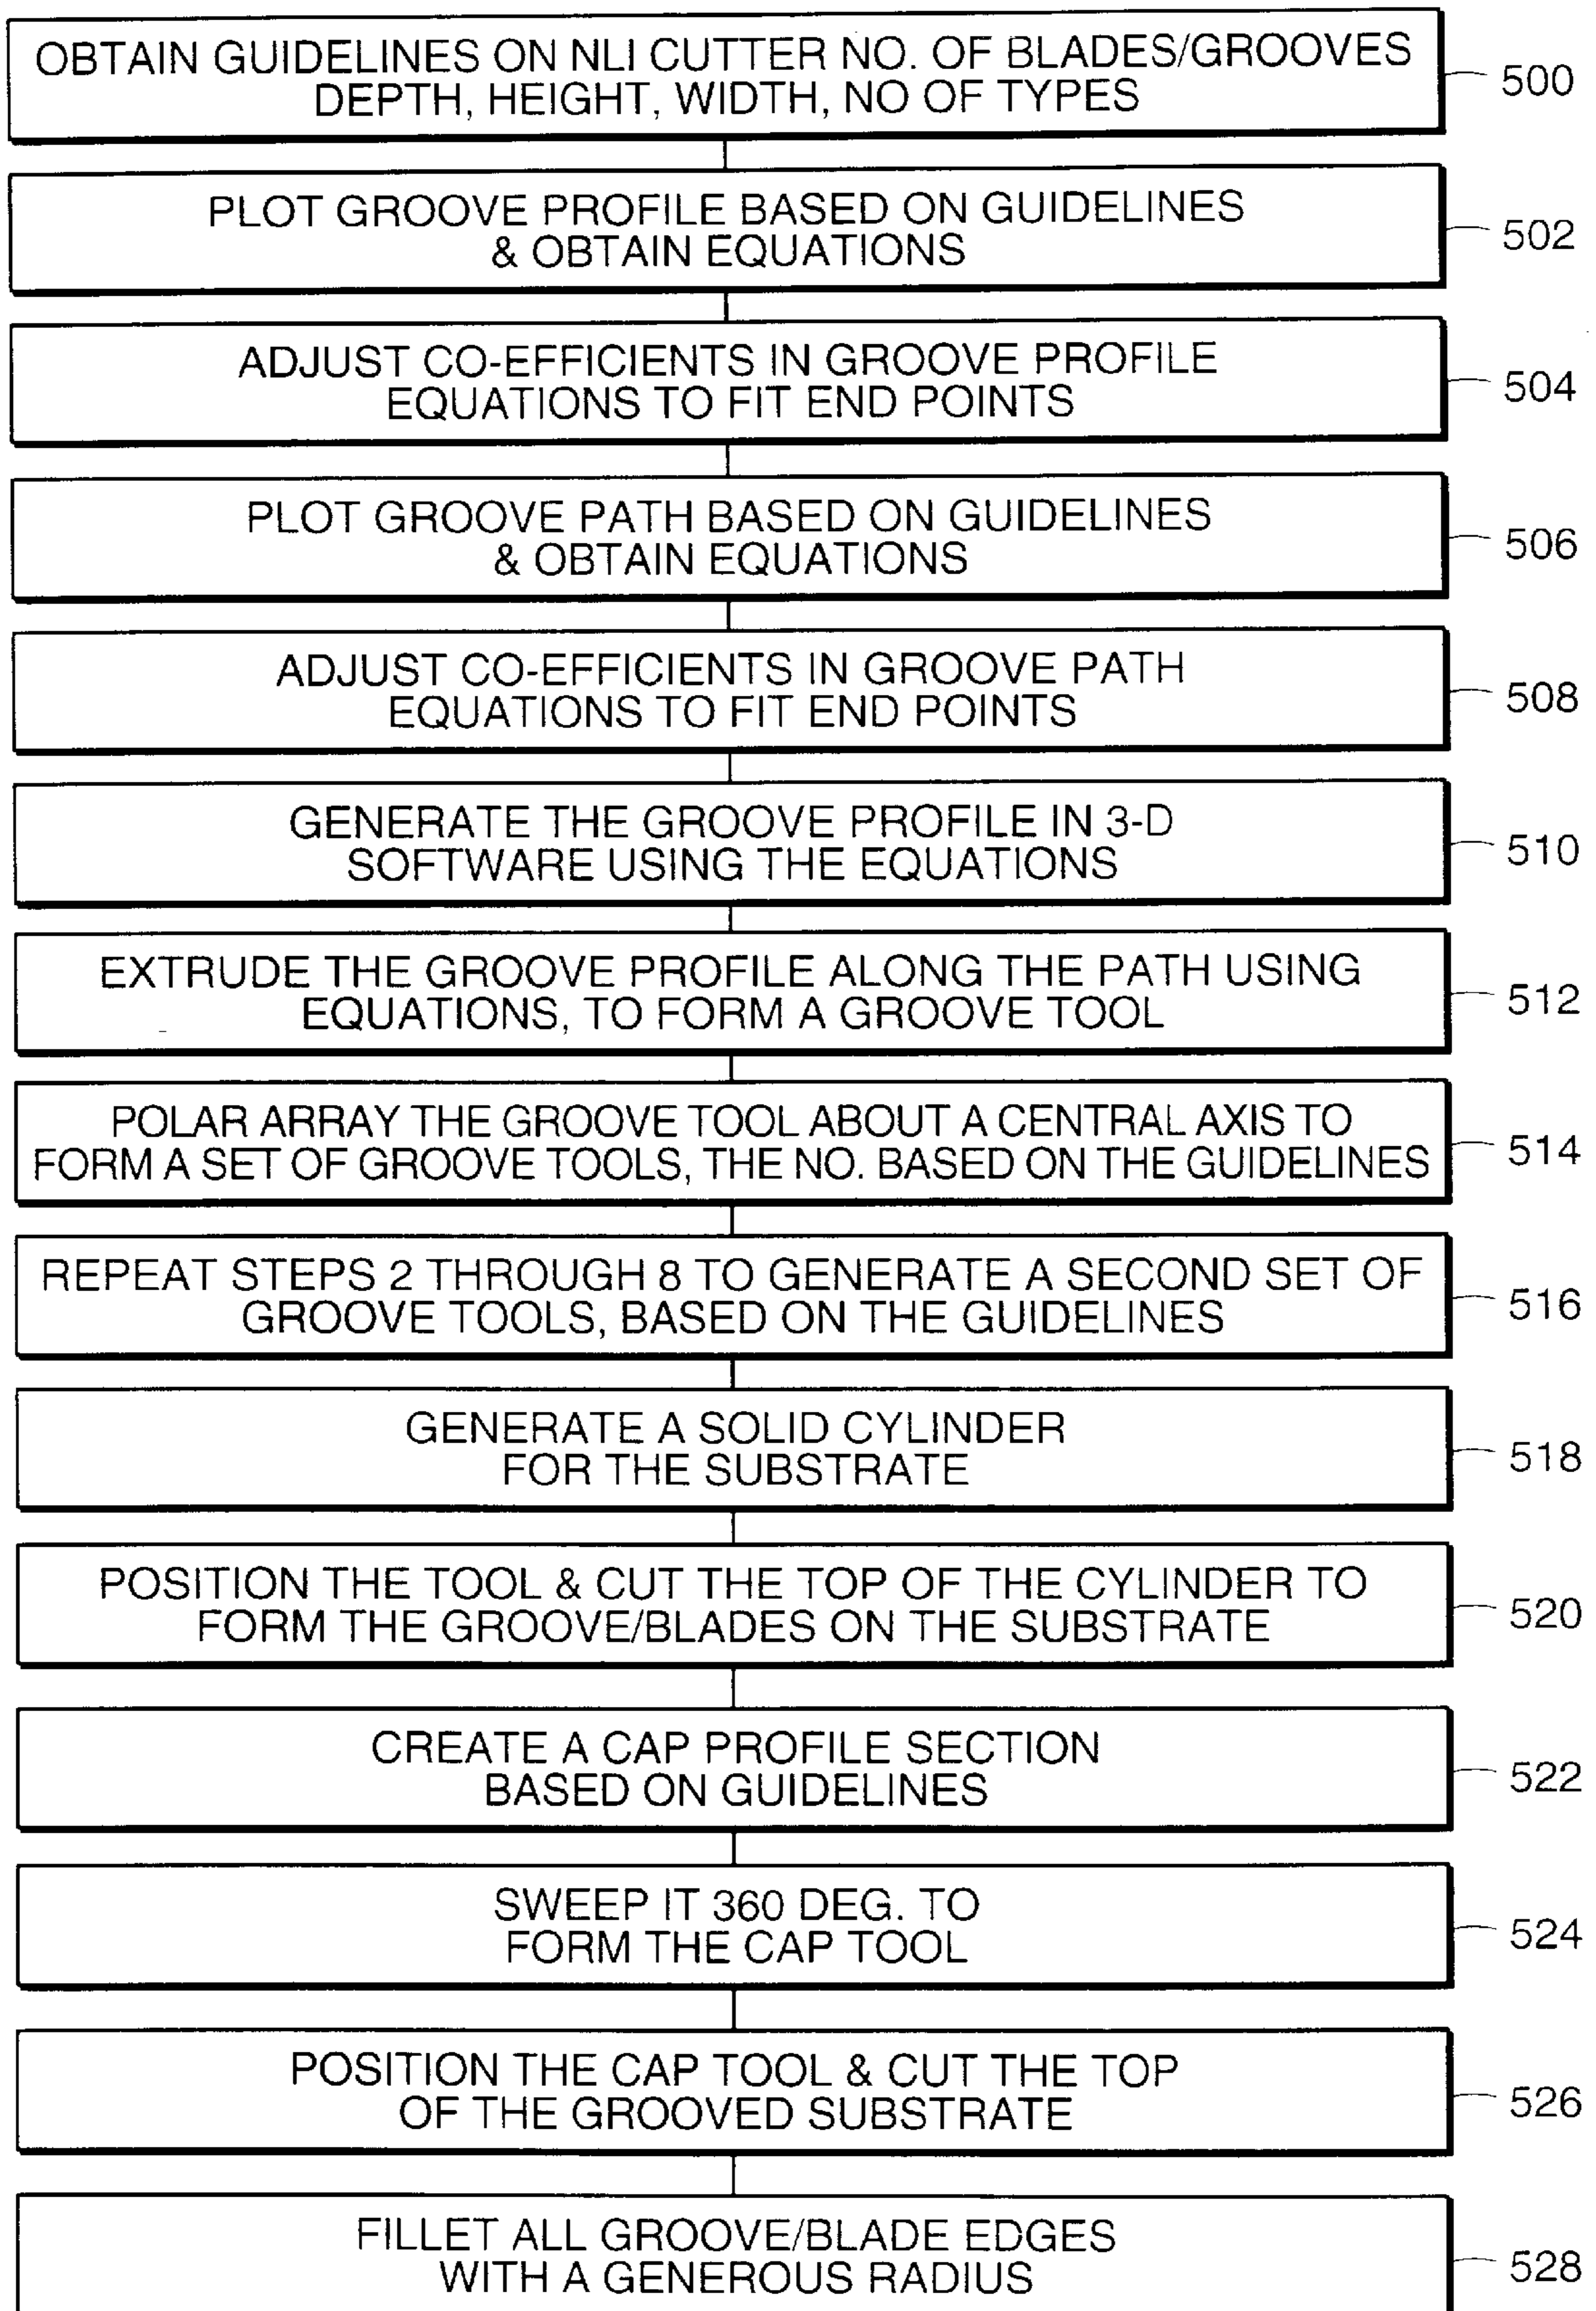 OBTAIN GUIDELINES ON NLI CUTTER NO. OF BLADES/GROOVES
DEPTH, HEIGHT, WIDTH, NO OF TYPES
500
PLOT GROOVE PROFILE BASED ON GUIDELINES
& OBTAIN EQUATIONS
502
ADJUST CO-EFFICIENTS IN GROOVE PROFILE
EQUATIONS TO FIT END POINTS
504
PLOT GROOVE PATH BASED ON GUIDELINES
& OBTAIN EQUATIONS
506
ADJUST CO-EFFICIENTS IN GROOVE PATH
EQUATIONS TO FIT END POINTS
508
GENERATE THE GROOVE PROFILE IN 3-D
SOFTWARE USING THE EQUATIONS
510
EXTRUDE THE GROOVE PROFILE ALONG THE PATH USING
EQUATIONS, TO FORM A GROOVE TOOL
512
POLAR ARRAY THE GROOVE TOOL ABOUT A CENTRAL AXIS TO
FORM A SET OF GROOVE TOOLS, THE NO. BASED ON THE GUIDELINES
514
REPEAT STEPS 2 THROUGH 8 TO GENERATE A SECOND SET OF
GROOVE TOOLS, BASED ON THE GUIDELINES
516
GENERATE A SOLID CYLINDER
FOR THE SUBSTRATE
518
POSITION THE TOOL & CUT THE TOP OF THE CYLINDER TO
FORM THE GROOVE/BLADES ON THE SUBSTRATE
520
CREATE A CAP PROFILE SECTION
BASED ON GUIDELINES
522
SWEEP IT 360 DEG. TO
FORM THE CAP TOOL
524
POSITION THE CAP TOOL & CUT THE TOP
OF THE GROOVED SUBSTRATE
526
FILLET ALL GROOVE/BLADE EDGES
WITH A GENEROUS RADIUS
528